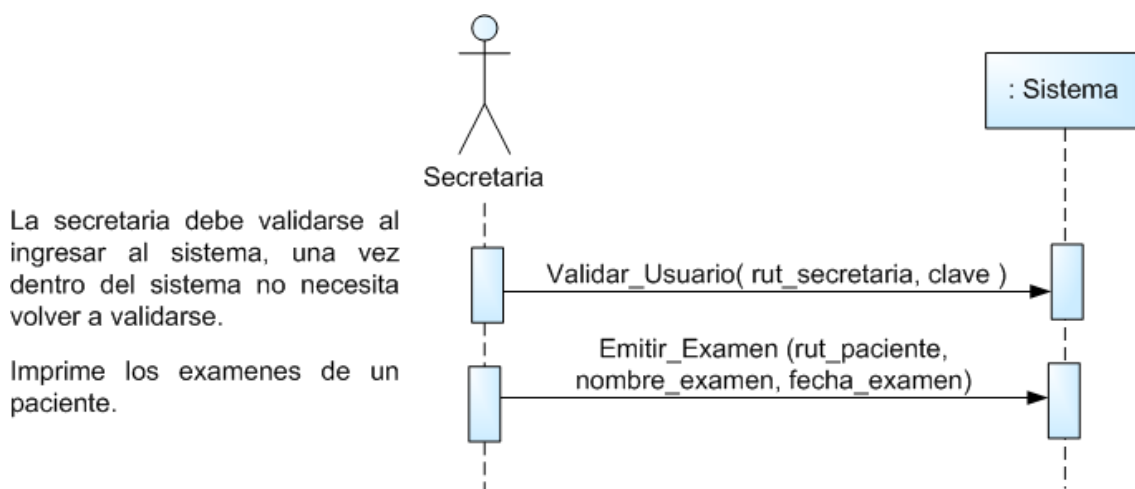 : Sistema
Secretaria
La secretaria debe validarse al
ingresar al sistema, una vez
dentro del sistema no necesita
volver a validarse.
Validar_Usuario( rut_secretaria, clave )
Imprime los examenes de un
paciente.
Emitir_Examen (rut_paciente,
nombre_examen, fecha_examen)